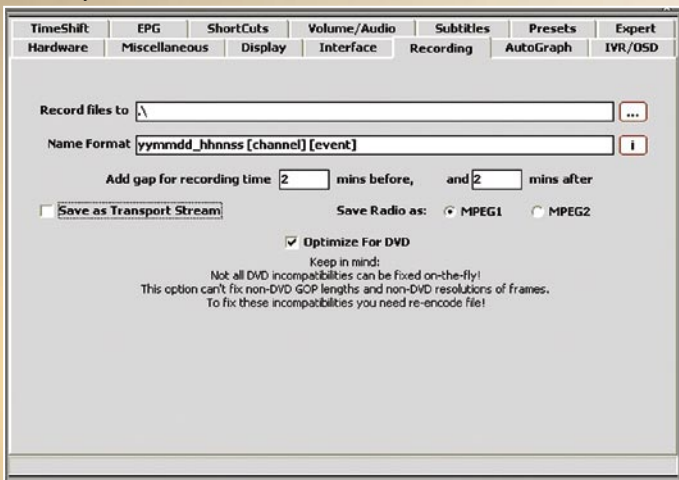 TimeShift EPG ShortCuts Volume/Audio Subtitles Presets Expert
Hardware Miscellaneous Display Interface Recording AutoGraph IVR/OSD
Record files to .\ ...
Name Format yymmdd_hhnnss [channel] [event] i
Add gap for recording time 2 mins before, and 2 mins after
Save as Transport Stream Save Radio as: MPEG1 MPEG2
Optimize For DVD
Keep in mind:
Not all DVD incompatibilities can be fixed on-the-fly!
This option can't fix non-DVD GOP lengths and non-DVD resolutions of frames.
To fix these incompatibilities you need re-encode file!